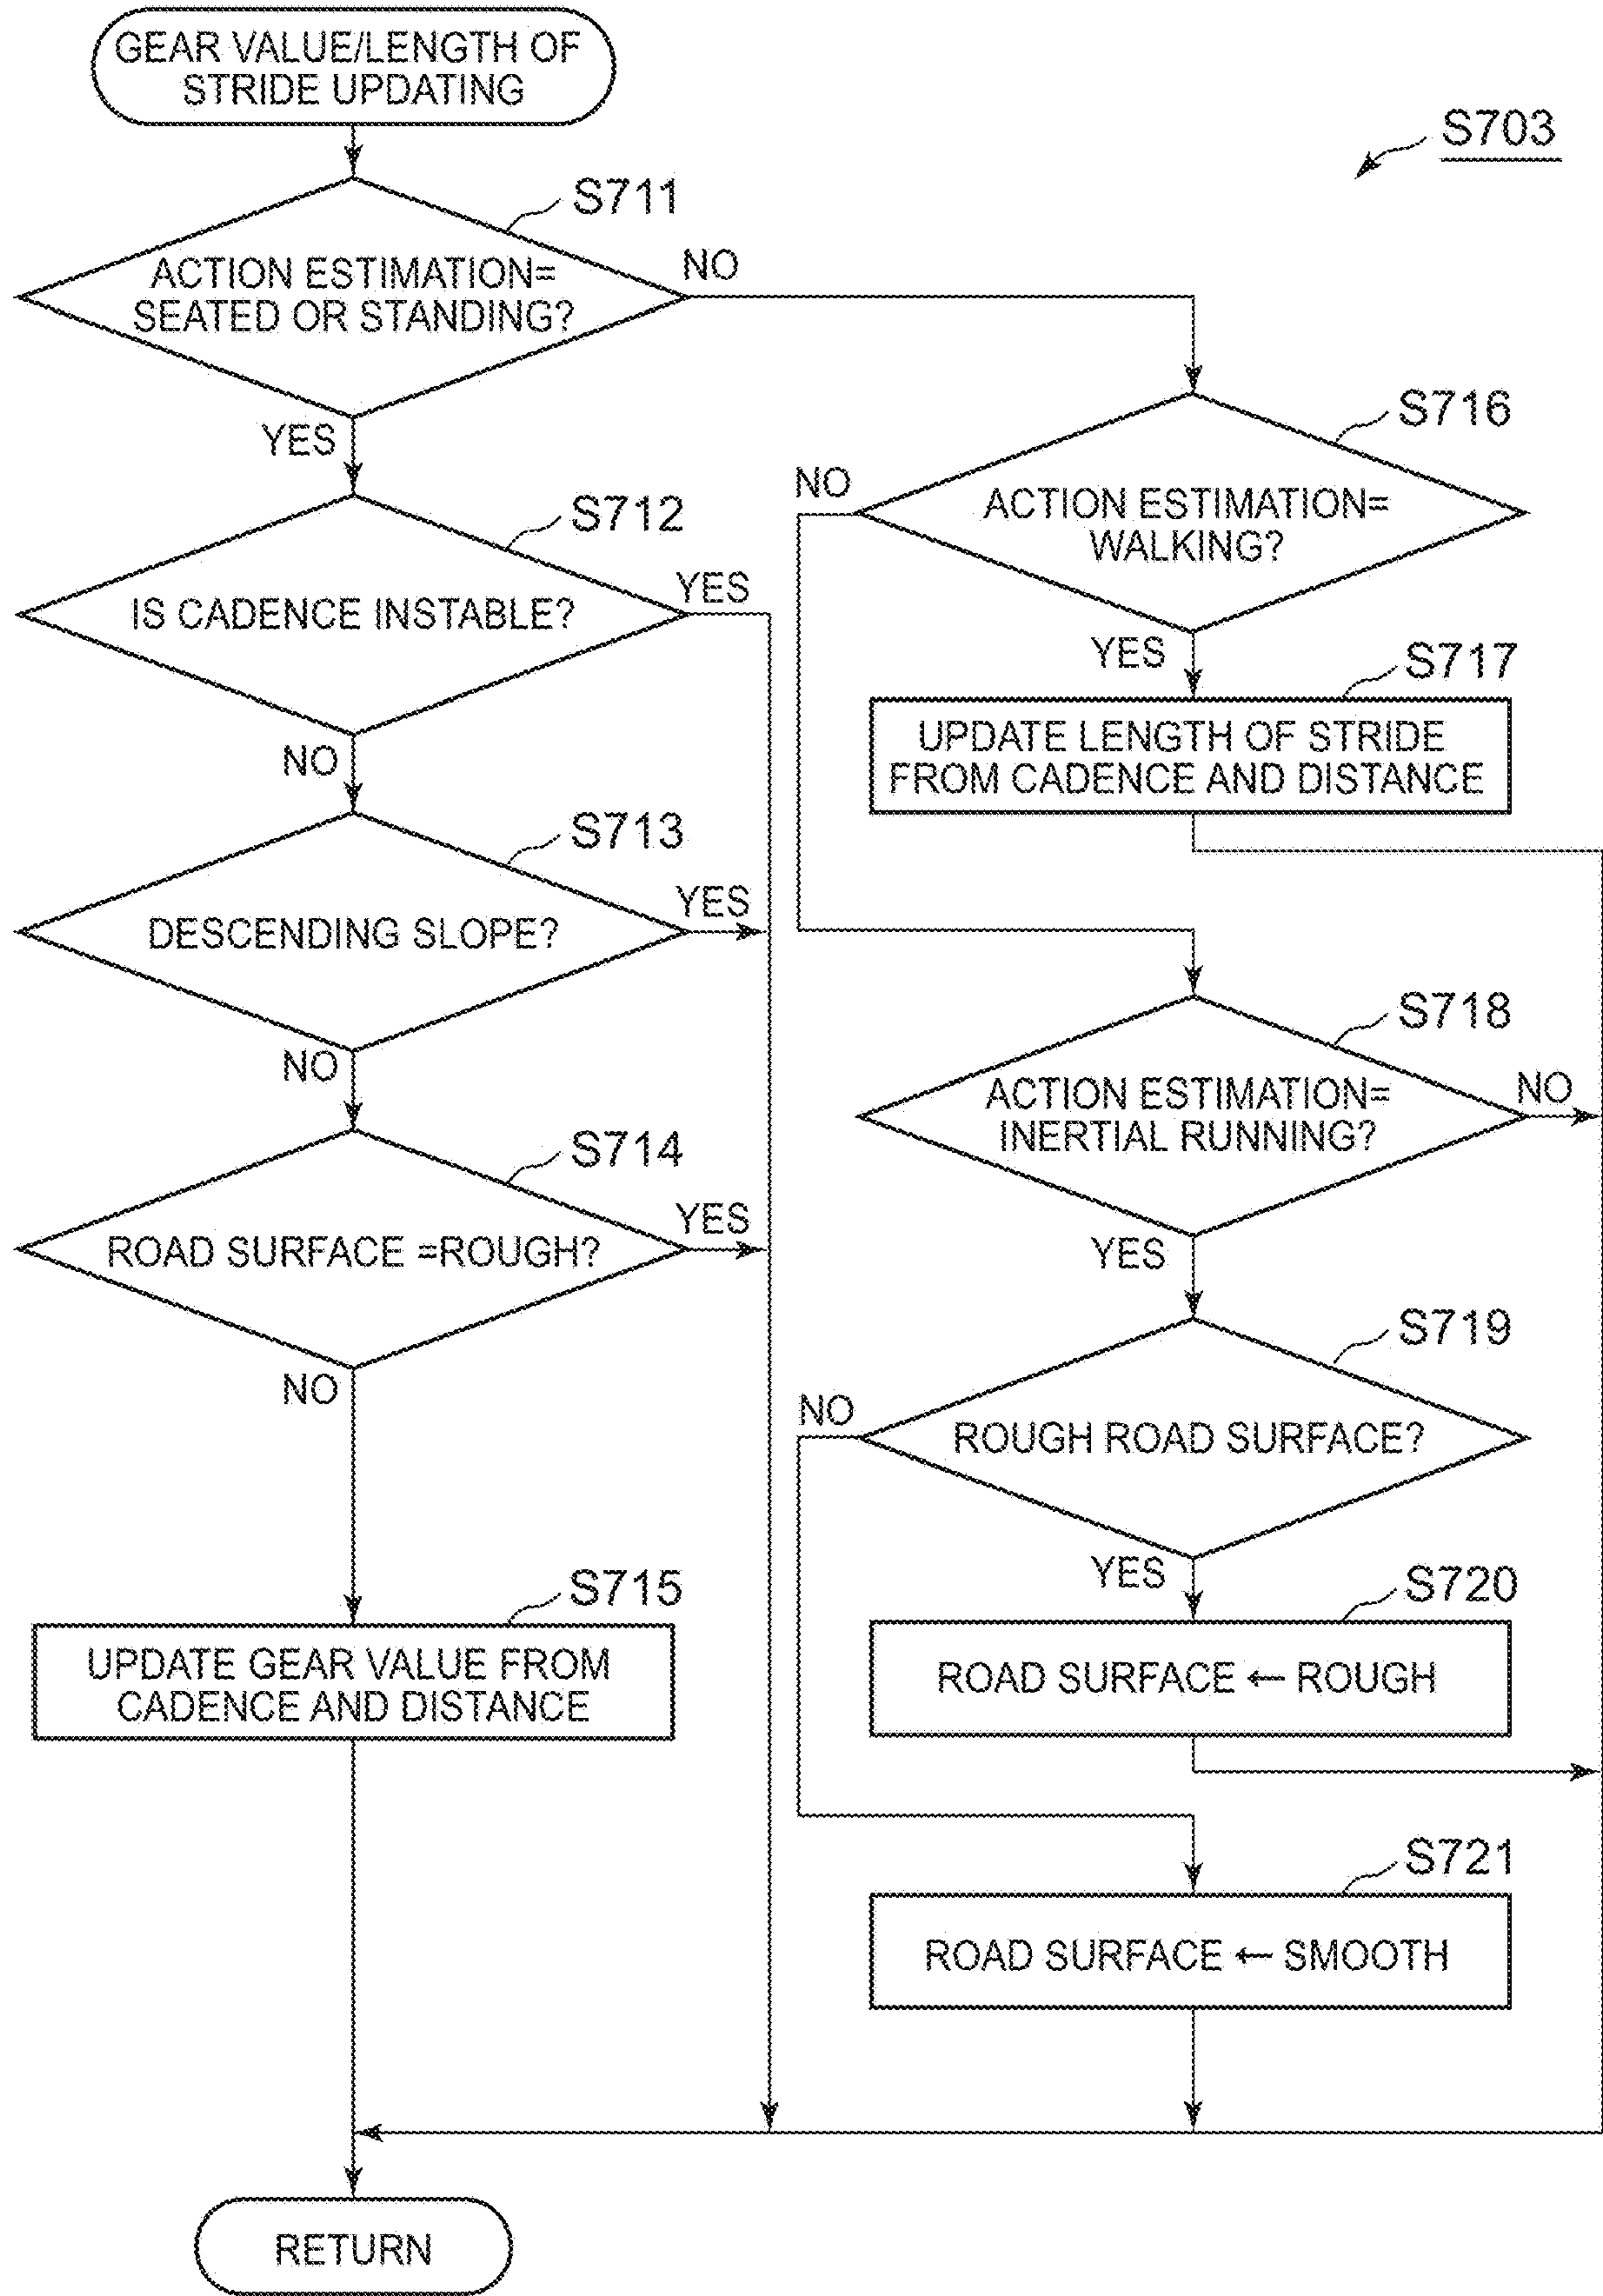 GEAR VALUE/LENGTH OF
STRIDE UPDATING
S703
S711
ACTION ESTIMATION=
SEATED OR STANDING?
NO
YES
S712
IS CADENCE INSTABLE?
YES
NO
S713
DESCENDING SLOPE?
YES
NO
S714
ROAD SURFACE =ROUGH?
YES
NO
S715
UPDATE GEAR VALUE FROM
CADENCE AND DISTANCE
S716
NO
ACTION ESTIMATION=
WALKING?
YES
S717
UPDATE LENGTH OF STRIDE
FROM CADENCE AND DISTANCE
S718
ACTION ESTIMATION=
INERTIAL RUNNING?
NO
YES
S719
NO
ROUGH ROAD SURFACE?
YES
S720
ROAD SURFACE ← ROUGH
S721
ROAD SURFACE ← SMOOTH
RETURN